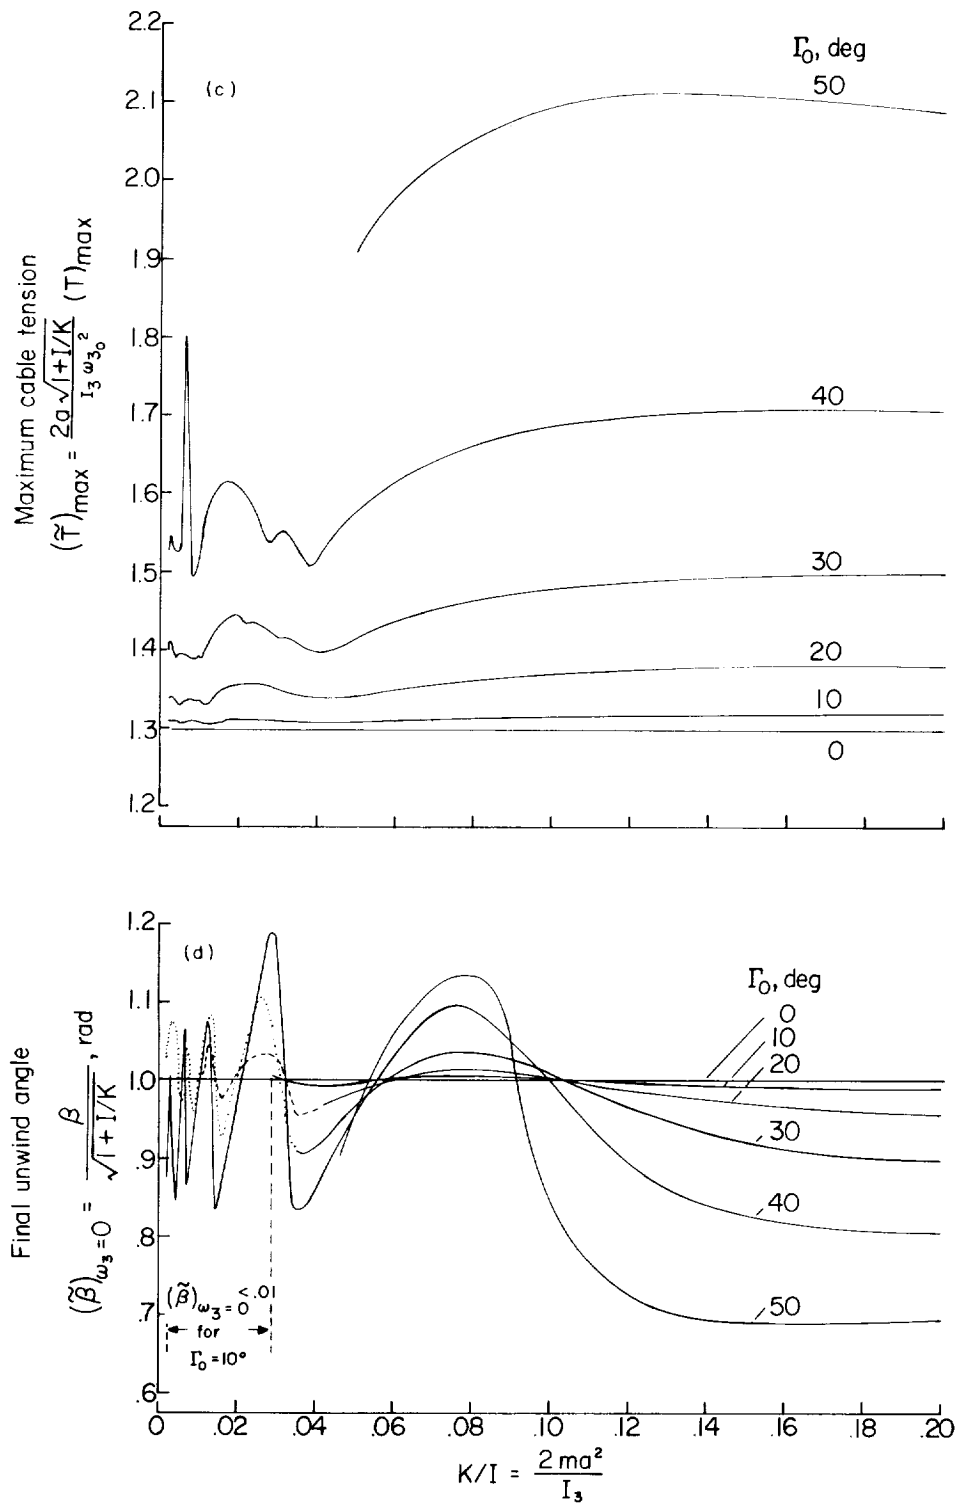 2.2
2.1
2.0
1.9
1.8
1.7
1.6
1.5
1.4
1.3
1.2
(c)
Γ₀, deg
50
40
30
20
10
0
Maximum cable tension
(T̃)max = 2a √1+I/K / I₃ ω₃₀² (T)max
1.2
1.1
1.0
.9
.8
.7
.6
(d)
Γ₀, deg
0
10
20
30
40
50
Final unwind angle
(β̃)ω₃=0 = β / √1 + I/K, rad
(β̃)ω₃=0 <.01
for
Γ₀ =10°
0 .02 .04 .06 .08 .10 .12 .14 .16 .18 .20
K/I = 2 ma² / I₃